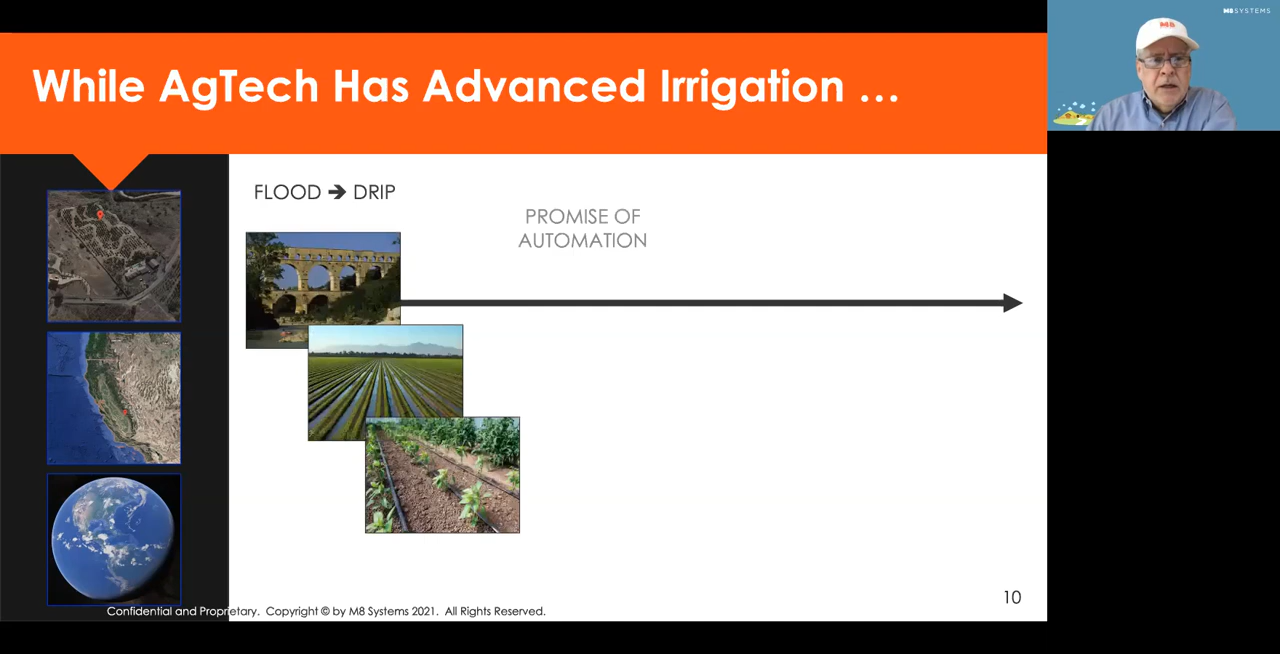 While AgTech Has Advanced Irrigation ...
M8 SYSTEMS
M8
FLOOD ➔ DRIP
PROMISE OF
AUTOMATION
10
Confidential and Proprietary. Copyright © by M8 Systems 2021. All Rights Reserved.